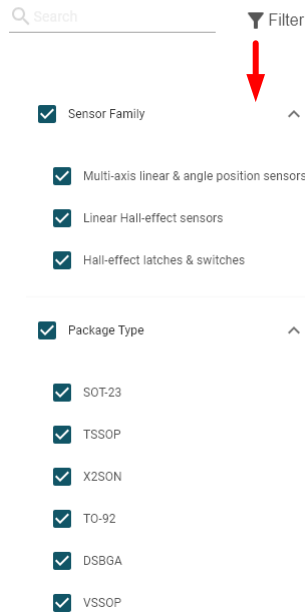 Search
Filter
Sensor Family
Multi-axis linear & angle position sensors
Linear Hall-effect sensors
Hall-effect latches & switches
Package Type
SOT-23
TSSOP
X2SON
TO-92
DSBGA
VSSOP